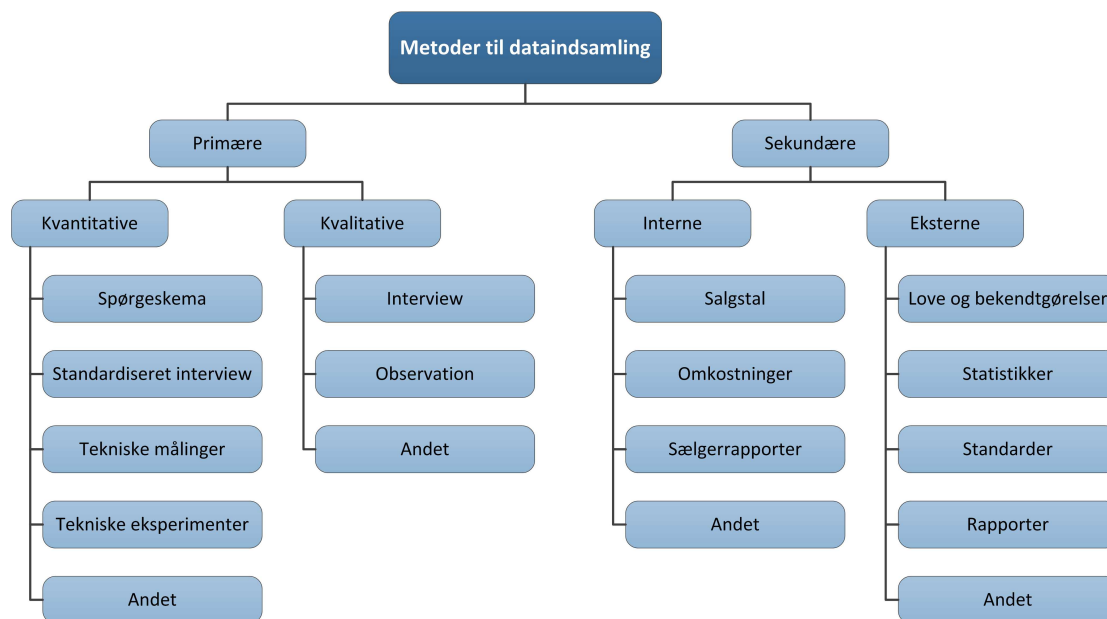 Metoder til dataindsamling
Primære
Sekundære
Kvantitative
Kvalitative
Interne
Eksterne
Spørgeskema
Interview
Salgstal
Love og bekendtgørelser
Standardiseret interview
Observation
Omkostninger
Statistikker
Tekniske målinger
Andet
Sælgerrapporter
Standarder
Tekniske eksperimenter
Andet
Rapporter
Andet
Andet